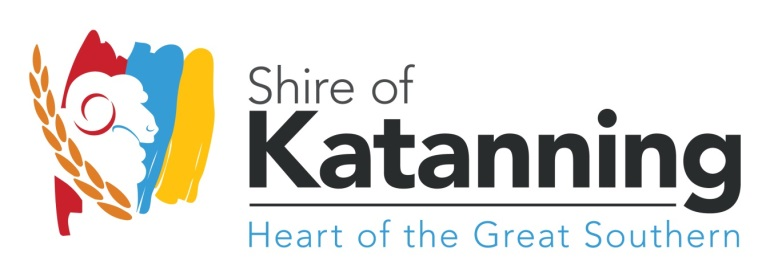 Shire of
Katanning
Heart of the Great Southern